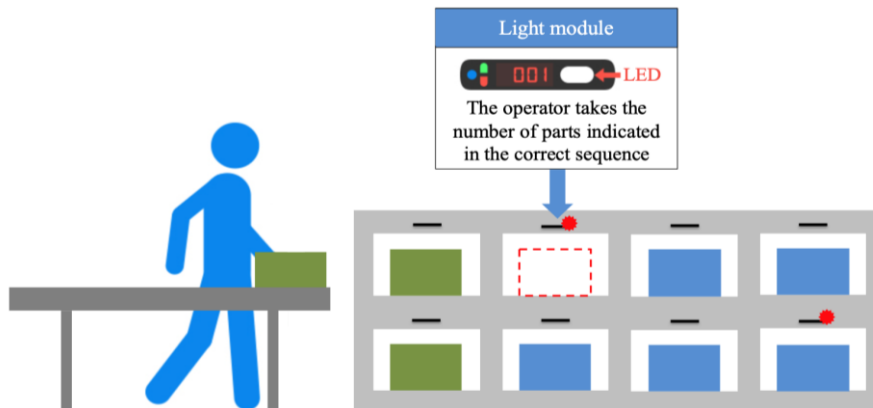 Light module
001
LED
The operator takes the
number of parts indicated
in the correct sequence